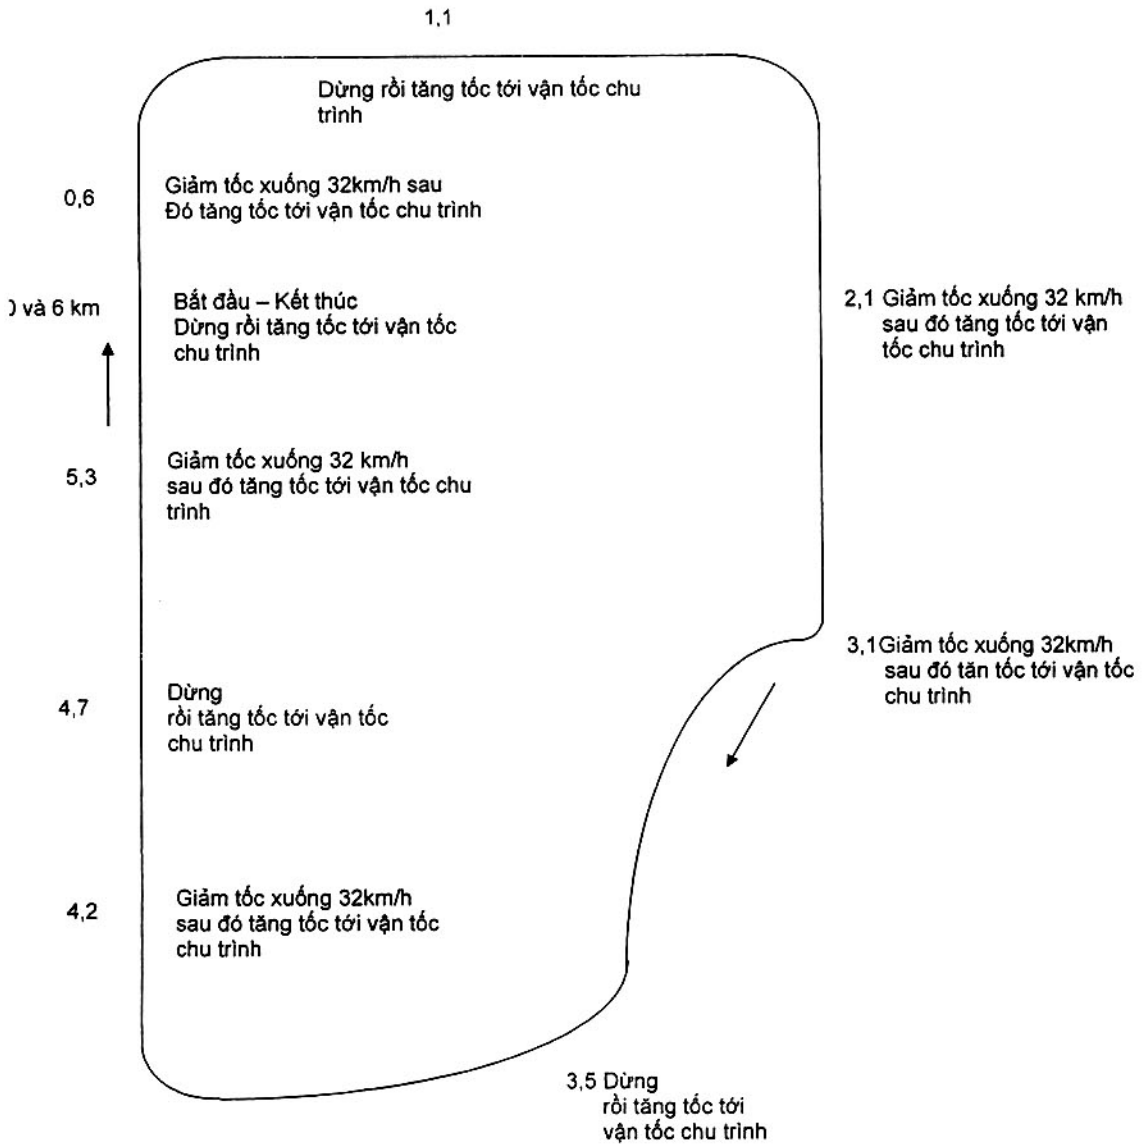 1,1
Dừng rồi tăng tốc tới vận tốc chu
trình
0,6
Giảm tốc xuống 32km/h sau
Đó tăng tốc tới vận tốc chu trình
và 6 km
Bắt đầu – Kết thúc
Dừng rồi tăng tốc tới vận tốc
chu trình
2,1 Giảm tốc xuống 32 km/h
sau đó tăng tốc tới vận
tốc chu trình
5,3
Giảm tốc xuống 32 km/h
sau đó tăng tốc tới vận tốc chu
trình
3,1Giảm tốc xuống 32km/h
sau đó tăn tốc tới vận tốc
chu trình
4,7
Dừng
rồi tăng tốc tới vận tốc
chu trình
4,2
Giảm tốc xuống 32km/h
sau đó tăng tốc tới vận tốc
chu trình
3,5 Dừng
rồi tăng tốc tới
vận tốc chu trình